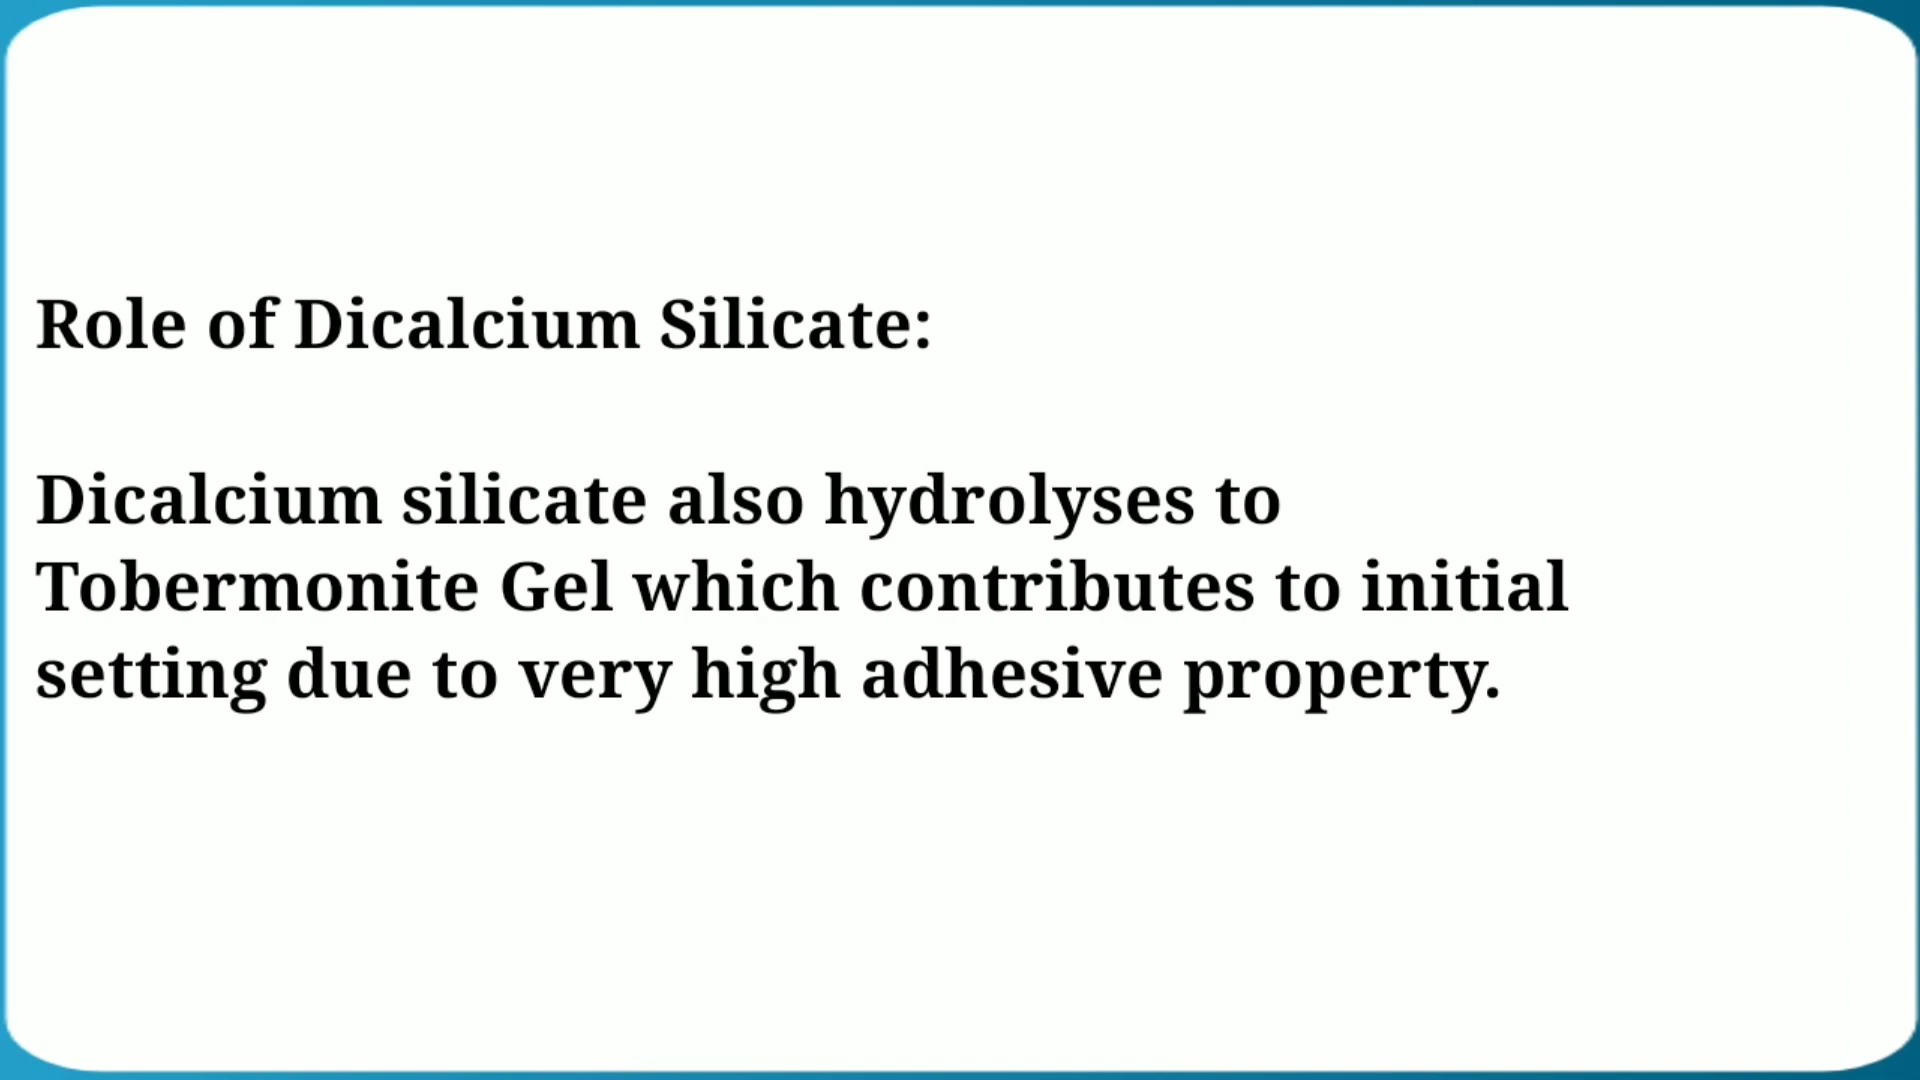 Role of Dicalcium Silicate:
Dicalcium silicate also hydrolyses to
Tobermonite Gel which contributes to initial
setting due to very high adhesive property.